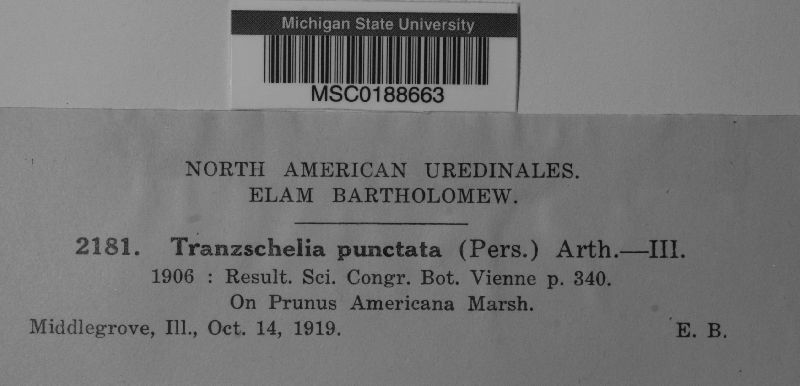 Michigan State University
MSC0188663
NORTH AMERICAN UREDINALES.
ELAM BARTHOLOMEW.
2181. Tranzschelia punctata (Pers.) Arth.—III.
1906 : Result. Sci. Congr. Bot. Vienne p. 340.
On Prunus Americana Marsh.
Middlegrove, Ill., Oct. 14, 1919. E. B.